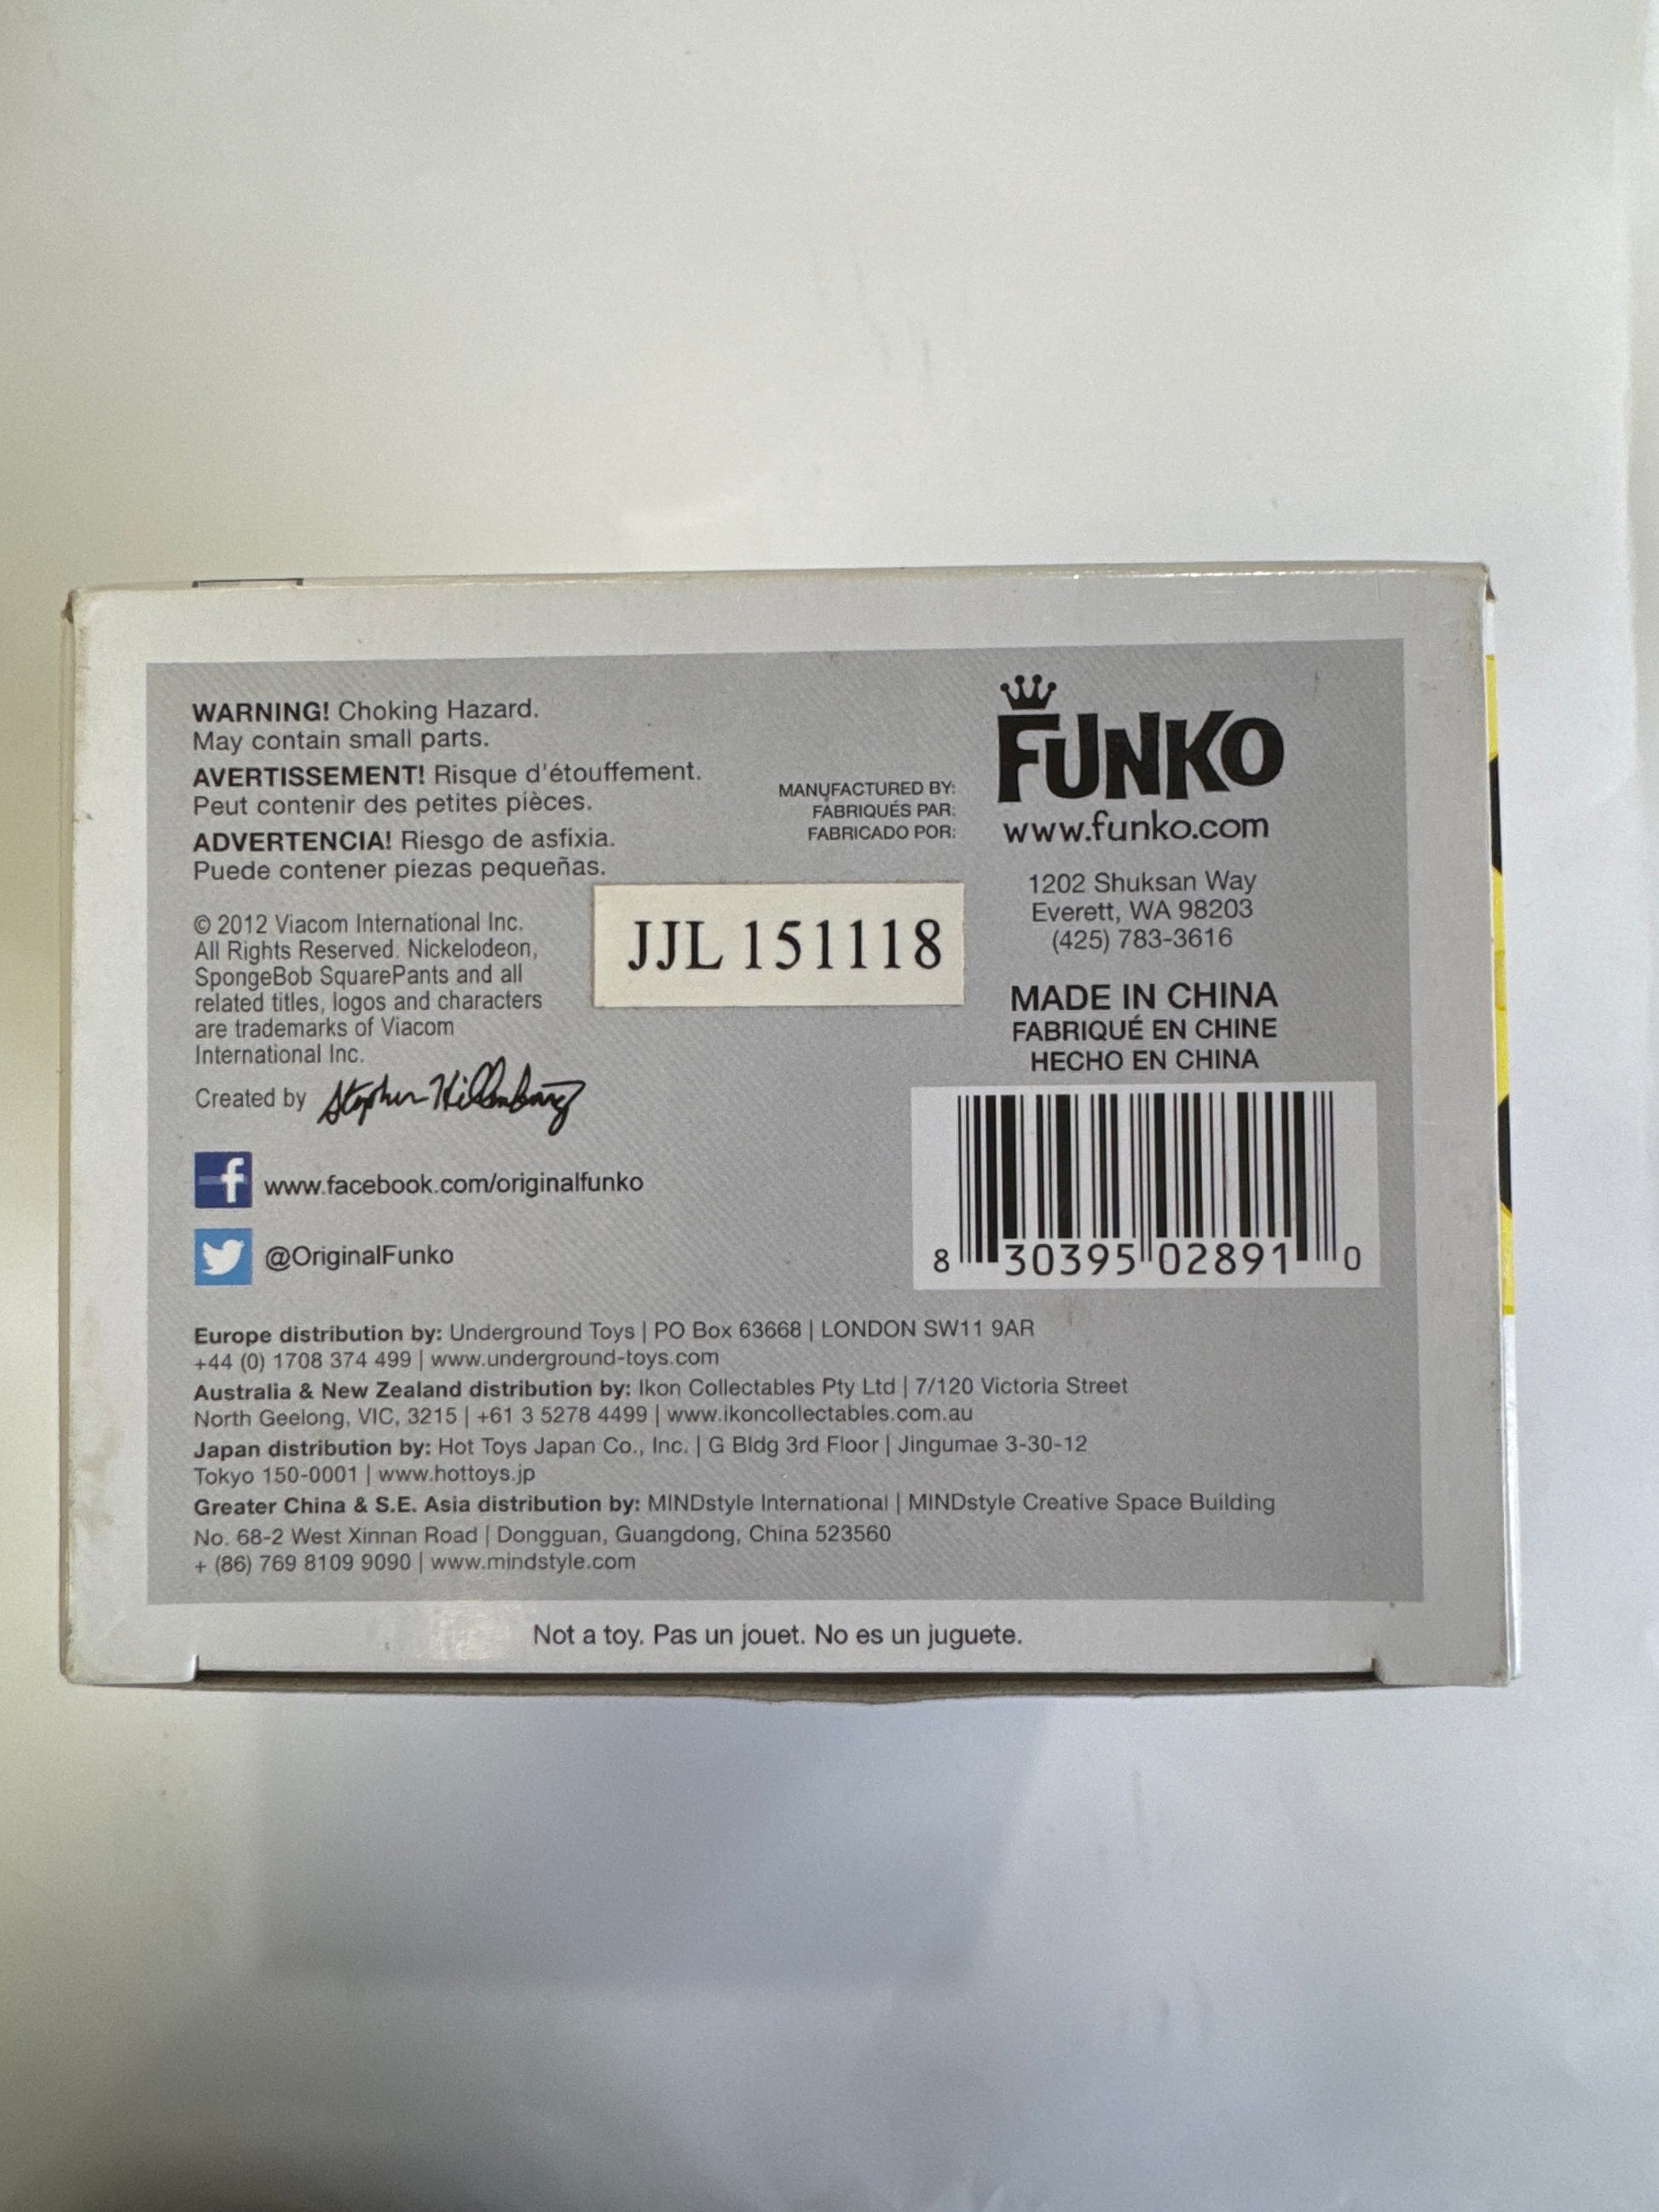 WARNING! Choking Hazard.
May contain small parts.
AVERTISSEMENT! Risque d'étouffement.
Peut contenir des petites pièces.
ADVERTENCIA! Riesgo de asfixia.
Puede contener piezas pequeñas.
© 2012 Viacom International Inc.
All Rights Reserved. Nickelodeon,
SpongeBob SquarePants and all
related titles, logos and characters
are trademarks of Viacom
International Inc.
Created by Stephen Hillenburg
www.facebook.com/originalfunko
@OriginalFunko
JJL 151118
MANUFACTURED BY:
FABRIQUÉS PAR:
FABRICADO POR:
FUNKO
www.funko.com
1202 Shuksan Way
Everett, WA 98203
(425) 783-3616
MADE IN CHINA
FABRIQUÉ EN CHINE
HECHO EN CHINA
8 30395 02891 0
Europe distribution by: Underground Toys | PO Box 63668 | LONDON SW11 9AR
+44 (0) 1708 374 499 | www.underground-toys.com
Australia & New Zealand distribution by: Ikon Collectables Pty Ltd | 7/120 Victoria Street
North Geelong, VIC, 3215 | +61 3 5278 4499 | www.ikoncollectables.com.au
Japan distribution by: Hot Toys Japan Co., Inc. | G Bldg 3rd Floor | Jingumae 3-30-12
Tokyo 150-0001 | www.hottoys.jp
Greater China & S.E. Asia distribution by: MINDstyle International | MINDstyle Creative Space Building
No. 68-2 West Xinnan Road | Dongguan, Guangdong, China 523560
+ (86) 769 8109 9090 | www.mindstyle.com
Not a toy. Pas un jouet. No es un juguete.